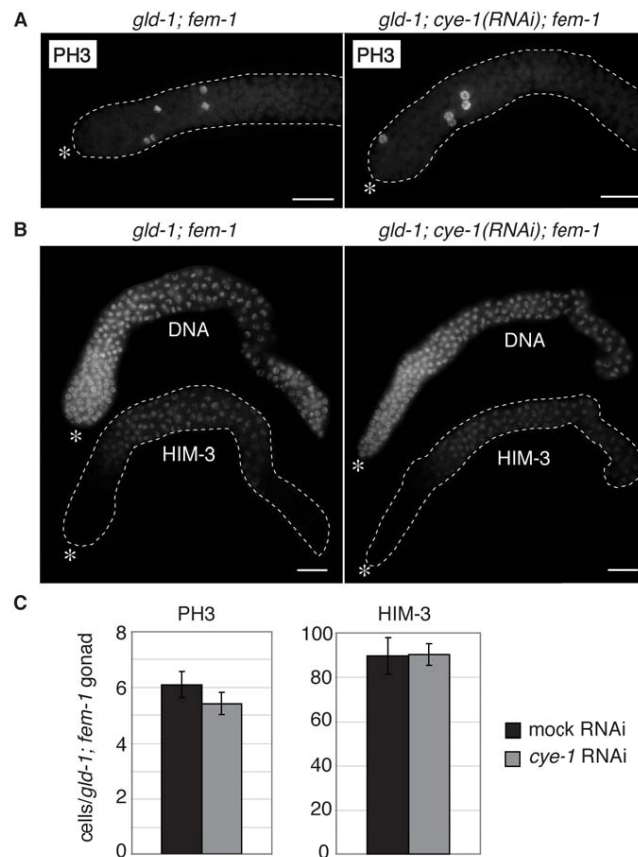 A
gld-1; fem-1
gld-1; cye-1(RNAi); fem-1
PH3
PH3
*
*
B
gld-1; fem-1
gld-1; cye-1(RNAi); fem-1
DNA
HIM-3
*
*
DNA
HIM-3
*
*
C
PH3
HIM-3
cells/gld-1; fem-1 gonad
8
6
4
2
0
100
80
60
40
20
0
mock RNAi
cye-1 RNAi